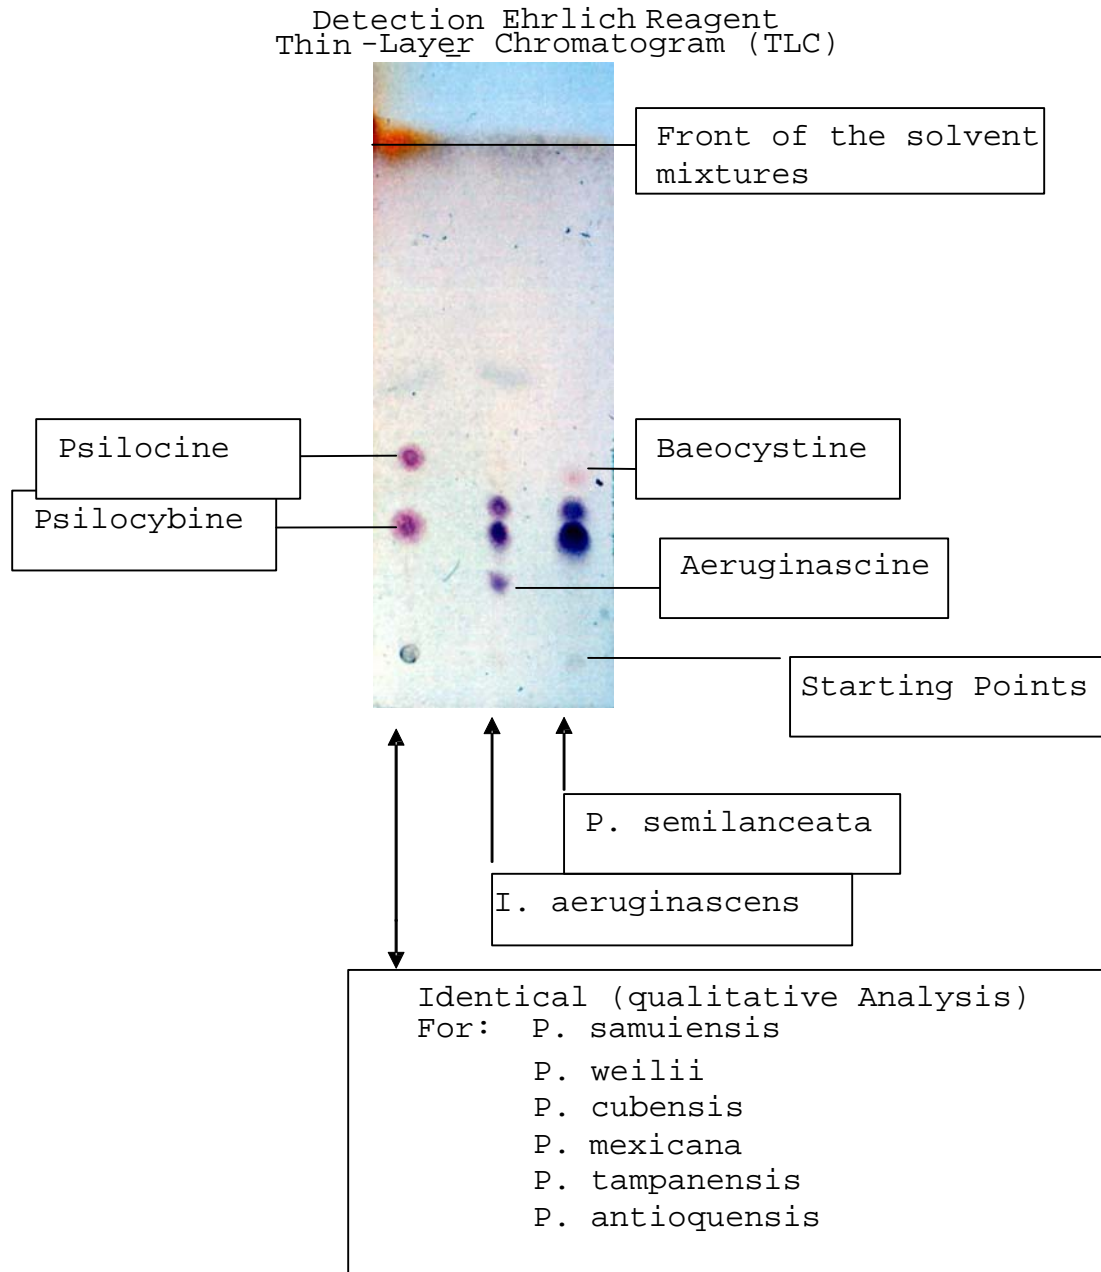 Detection Ehrlich Reagent
Thin-Layer Chromatogram (TLC)
Front of the solvent
mixtures
Psilocine
Baeocystine
Psilocybine
Aeruginascine
Starting Points
P. semilanceata
I. aeruginascens
Identical (qualitative Analysis)
For: P. samuiensis
P. weilii
P. cubensis
P. mexicana
P. tampanensis
P. antioquensis